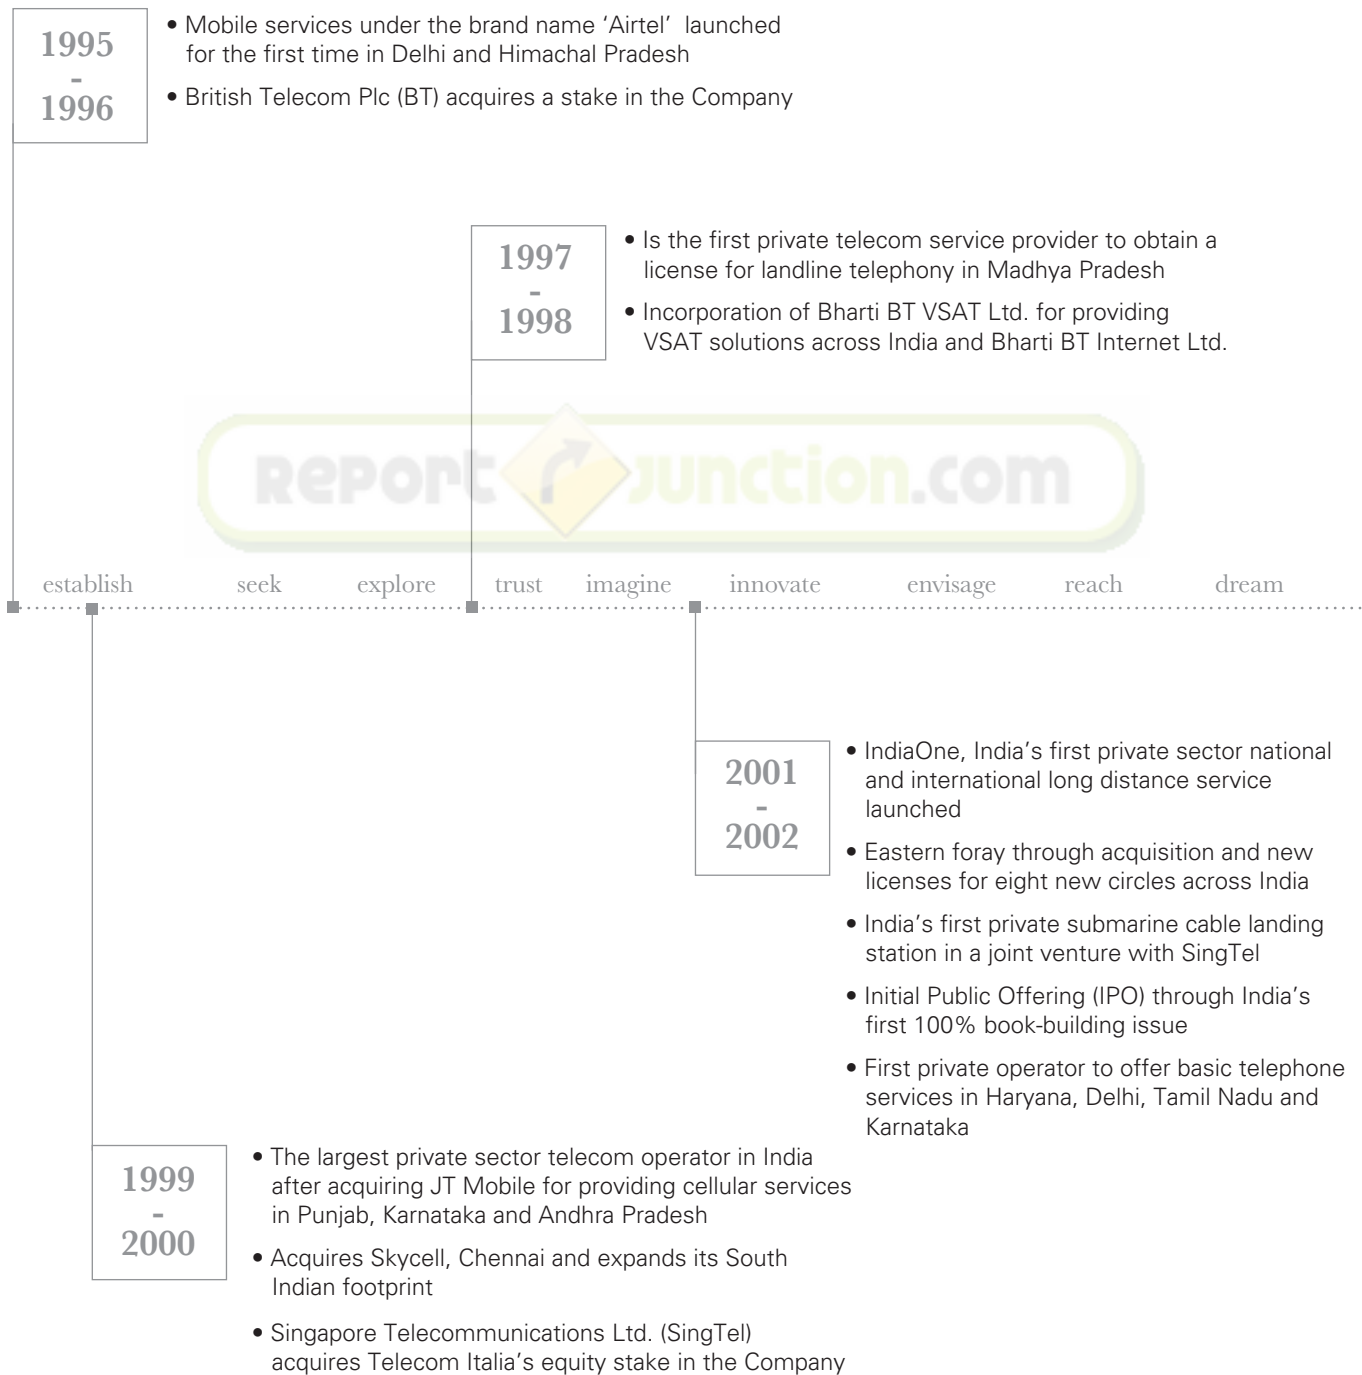 1995
-
1996
• Mobile services under the brand name ‘Airtel’ launched
for the first time in Delhi and Himachal Pradesh
• British Telecom Plc (BT) acquires a stake in the Company
1997
-
1998
• Is the first private telecom service provider to obtain a
license for landline telephony in Madhya Pradesh
• Incorporation of Bharti BT VSAT Ltd. for providing
VSAT solutions across India and Bharti BT Internet Ltd.
Report Junction.com
establish seek explore trust imagine innovate envisage reach dream
2001
-
2002
• IndiaOne, India’s first private sector national
and international long distance service
launched
• Eastern foray through acquisition and new
licenses for eight new circles across India
• India’s first private submarine cable landing
station in a joint venture with SingTel
• Initial Public Offering (IPO) through India’s
first 100% book-building issue
• First private operator to offer basic telephone
services in Haryana, Delhi, Tamil Nadu and
Karnataka
1999
-
2000
• The largest private sector telecom operator in India
after acquiring JT Mobile for providing cellular services
in Punjab, Karnataka and Andhra Pradesh
• Acquires Skycell, Chennai and expands its South
Indian footprint
• Singapore Telecommunications Ltd. (SingTel)
acquires Telecom Italia’s equity stake in the Company